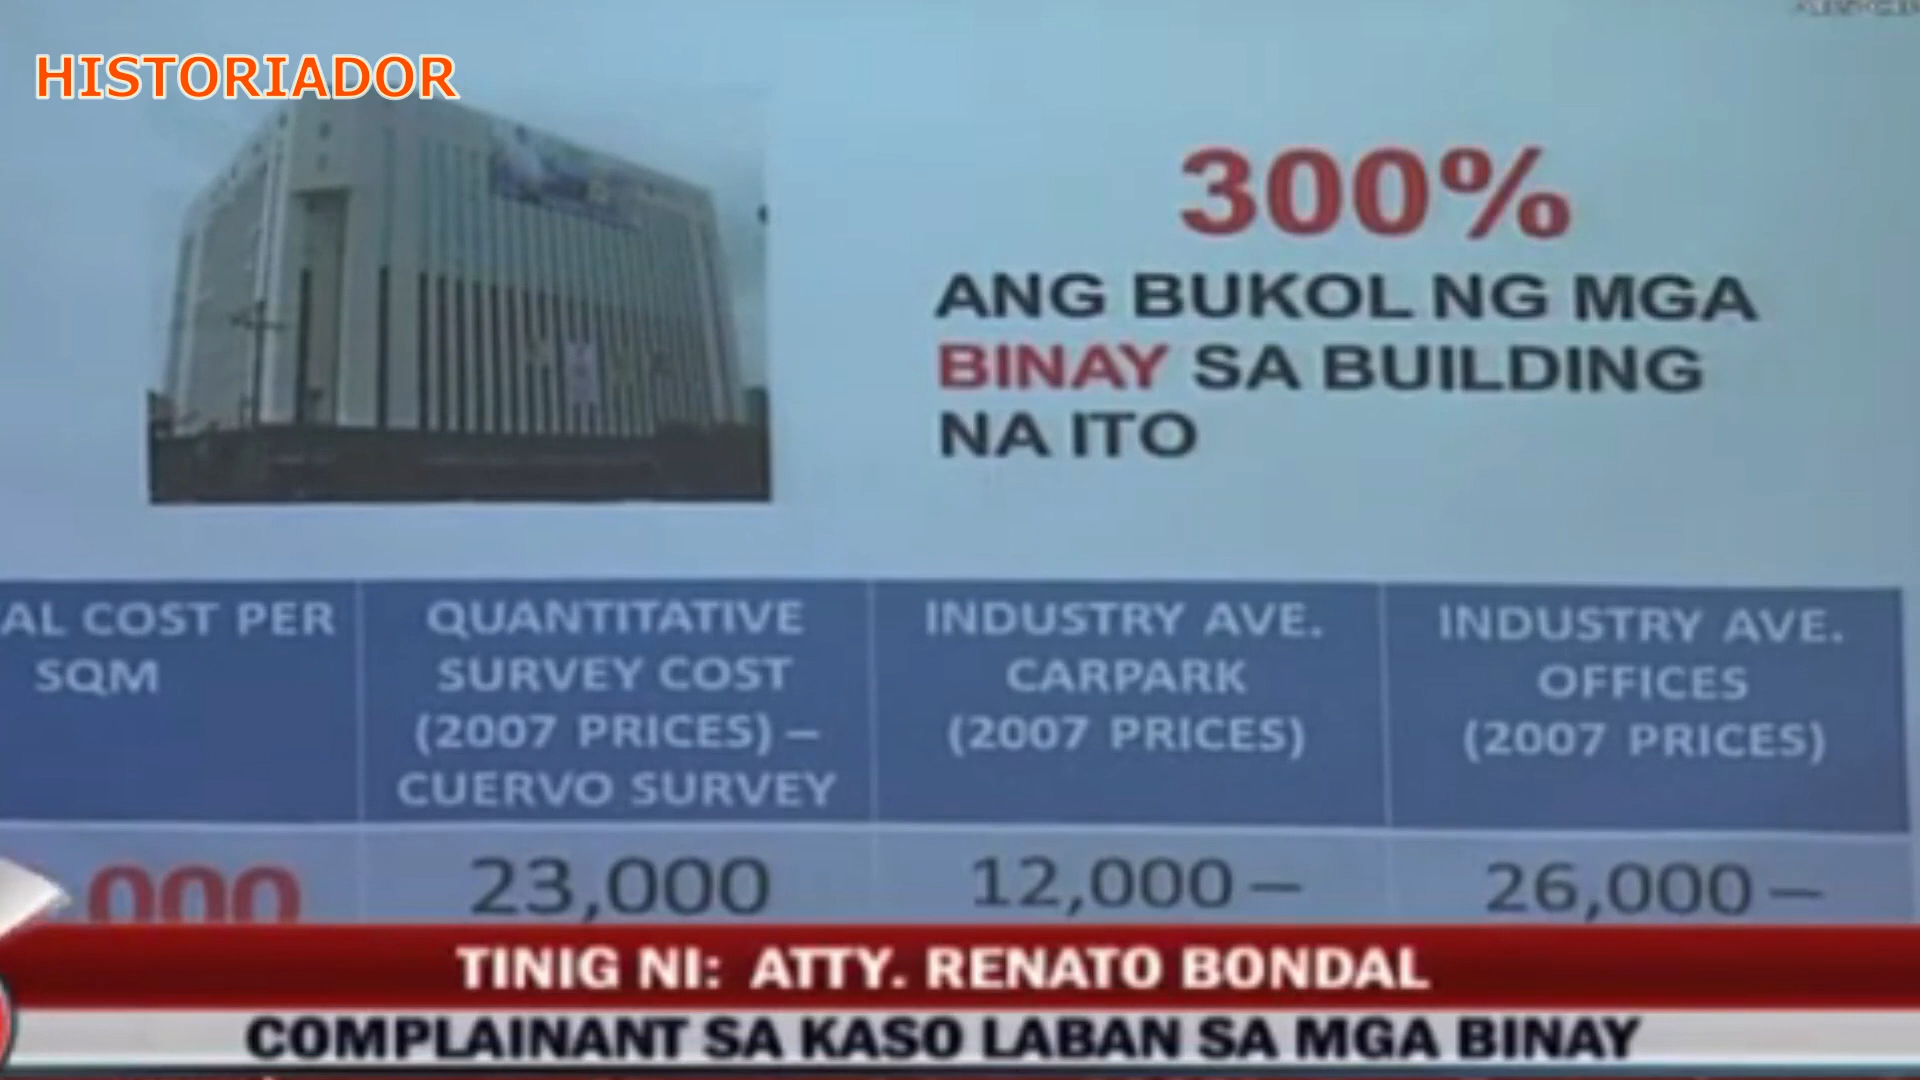 HISTORIADOR
300%
ANG BUKOL NG MGA
BINAY SA BUILDING
NA ITO
AL COST PER
SQM
QUANTITATIVE
SURVEY COST
(2007 PRICES) –
CUERVO SURVEY
INDUSTRY AVE.
CARPARK
(2007 PRICES)
INDUSTRY AVE.
OFFICES
(2007 PRICES)
,000
23,000
12,000 –
26,000 –
TINIG NI: ATTY. RENATO BONDAL
COMPLAINANT SA KASO LABAN SA MGA BINAY